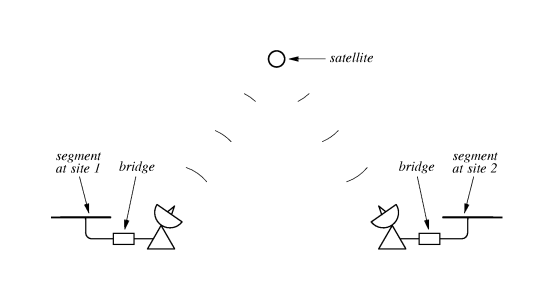 satellite
segment
at site 1
bridge
bridge
segment
at site 2